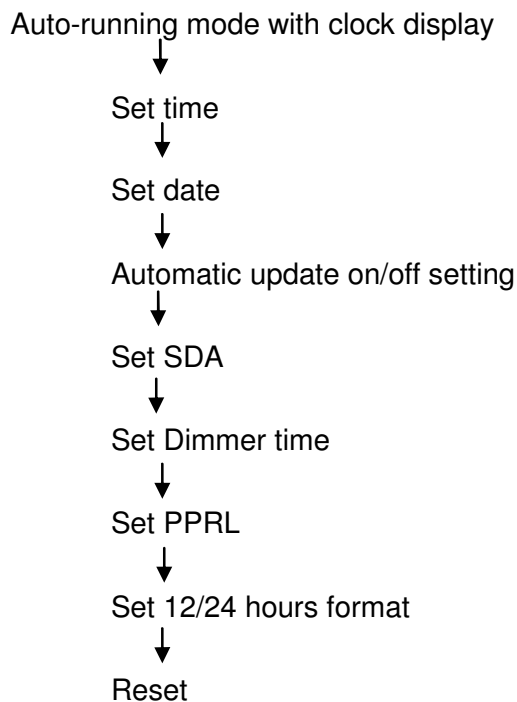 Auto-running mode with clock display
Set time
Set date
Automatic update on/off setting
Set SDA
Set Dimmer time
Set PPRL
Set 12/24 hours format
Reset